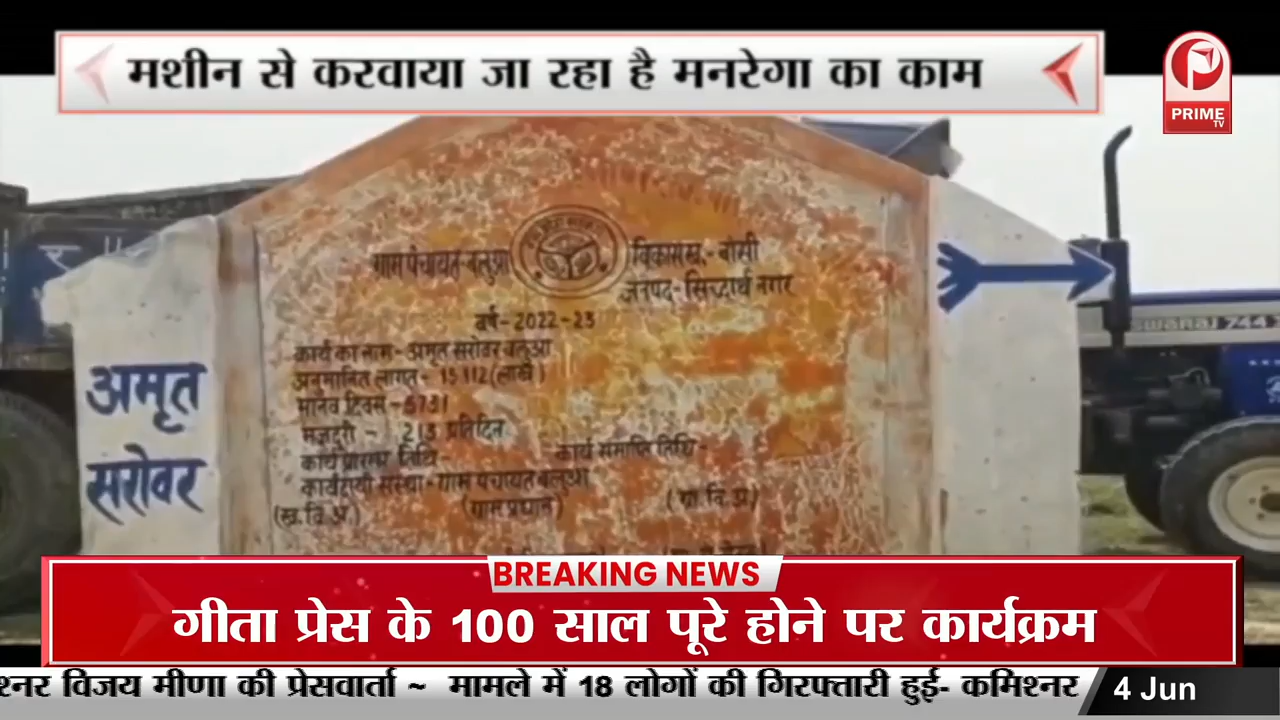 मशीन से करवाया जा रहा है मनरेगा का काम
PRIME
TV
ग्राम पंचायत-बलुआ
विकास ख.- बांसी
जनपद-सिद्धार्थ नगर
वर्ष-2022-23
कार्य का नाम- अमृत सरोवर बलुआ
अनुमानित लागत- 15.112(लाख)
मानव दिवस-5731
मजदूरी - 213 प्रतिदिन
कार्य प्रारम्भ तिथि- कार्य समाप्ति तिथि-
कार्यदायी संस्था-ग्राम पंचायत बलुआ
(ख.वि.अ.) (ग्राम प्रधान) (ग्रा.वि.अ.)
अमृत
सरोवर
SWARAJ 744
BREAKING NEWS
गीता प्रेस के 100 साल पूरे होने पर कार्यक्रम
श्नर विजय मीणा की प्रेसवार्ता ~ मामले में 18 लोगों की गिरफ्तारी हुई- कमिश्नर
4 Jun